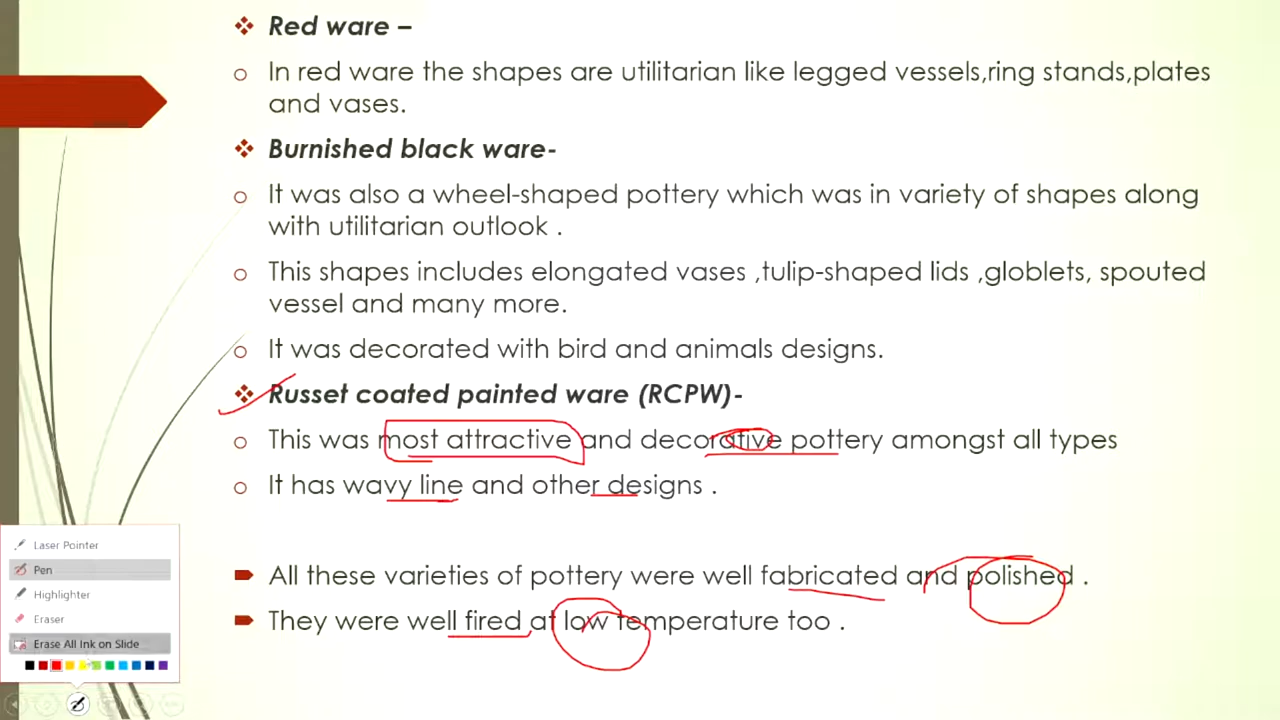 Red ware –
In red ware the shapes are utilitarian like legged vessels,ring stands,plates
and vases.
Burnished black ware-
It was also a wheel-shaped pottery which was in variety of shapes along
with utilitarian outlook .
This shapes includes elongated vases ,tulip-shaped lids ,globlets, spouted
vessel and many more.
It was decorated with bird and animals designs.
Russet coated painted ware (RCPW)-
This was most attractive and decorative pottery amongst all types
It has wavy line and other designs .
All these varieties of pottery were well fabricated and polished .
They were well fired at low temperature too .
Laser Pointer
Pen
Highlighter
Eraser
Erase All Ink on Slide